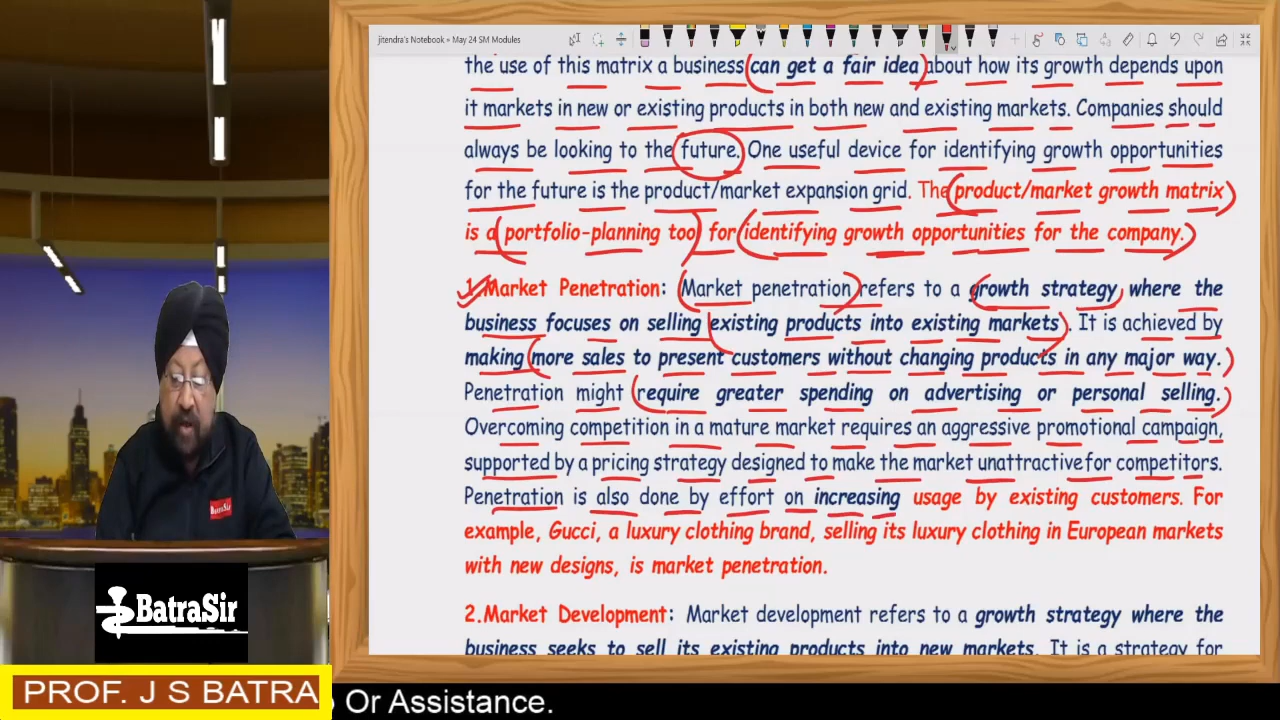 jitendra's Notebook » May 24 SM Modules
the use of this matrix a business can get a fair idea about how its growth depends upon
it markets in new or existing products in both new and existing markets. Companies should
always be looking to the future. One useful device for identifying growth opportunities
for the future is the product/market expansion grid. The product/market growth matrix
is a portfolio-planning tool for identifying growth opportunities for the company.
1.Market Penetration: Market penetration refers to a growth strategy where the
business focuses on selling existing products into existing markets. It is achieved by
making more sales to present customers without changing products in any major way.
Penetration might require greater spending on advertising or personal selling.
Overcoming competition in a mature market requires an aggressive promotional campaign,
supported by a pricing strategy designed to make the market unattractive for competitors.
Penetration is also done by effort on increasing usage by existing customers. For
example, Gucci, a luxury clothing brand, selling its luxury clothing in European markets
with new designs, is market penetration.
2.Market Development: Market development refers to a growth strategy where the
business seeks to sell its existing products into new markets. It is a strategy for
BatraSir
BatraSir
PROF. J S BATRA
Or Assistance.